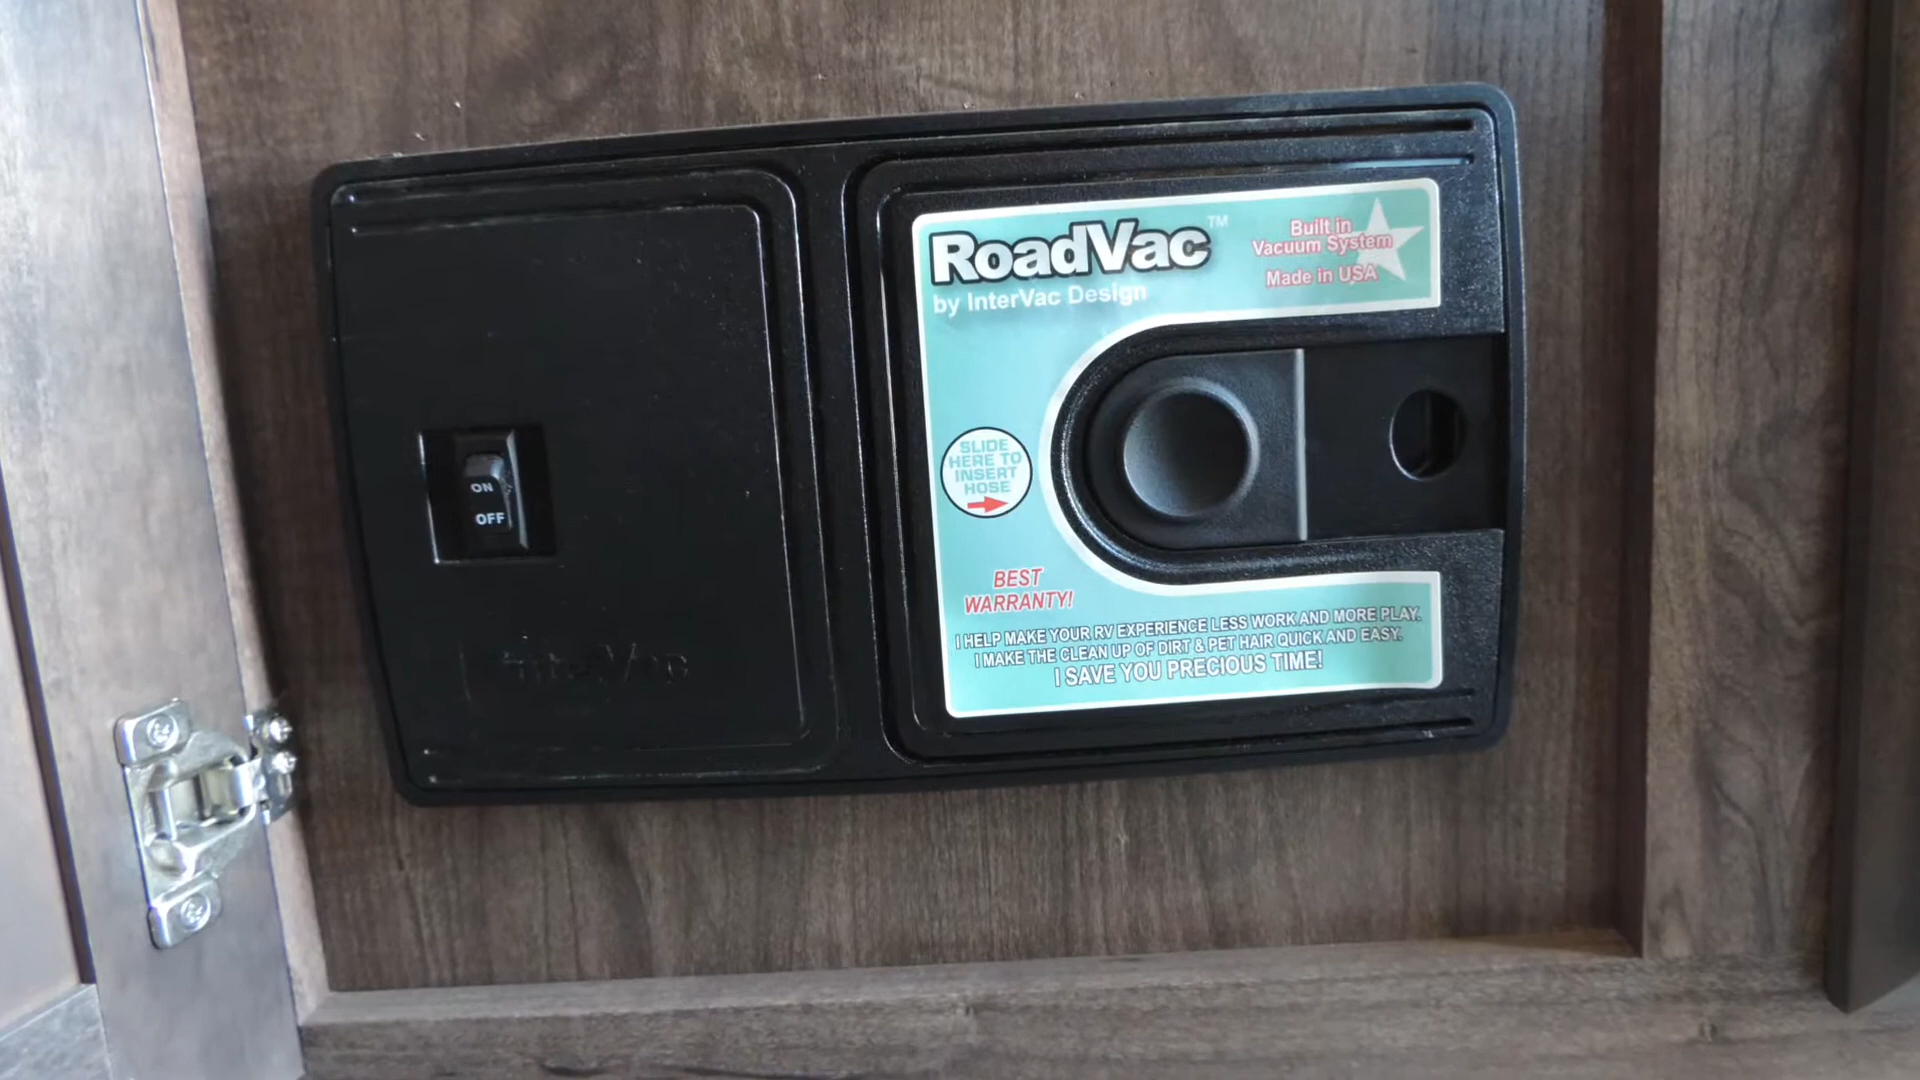 RoadVac™
by InterVac Design
Built in
Vacuum System
Made in USA
ON
OFF
SLIDE
HERE TO
INSERT
HOSE
BEST
WARRANTY!
I HELP MAKE YOUR RV EXPERIENCE LESS WORK AND MORE PLAY.
I MAKE THE CLEAN UP OF DIRT & PET HAIR QUICK AND EASY.
I SAVE YOU PRECIOUS TIME!
InterVac